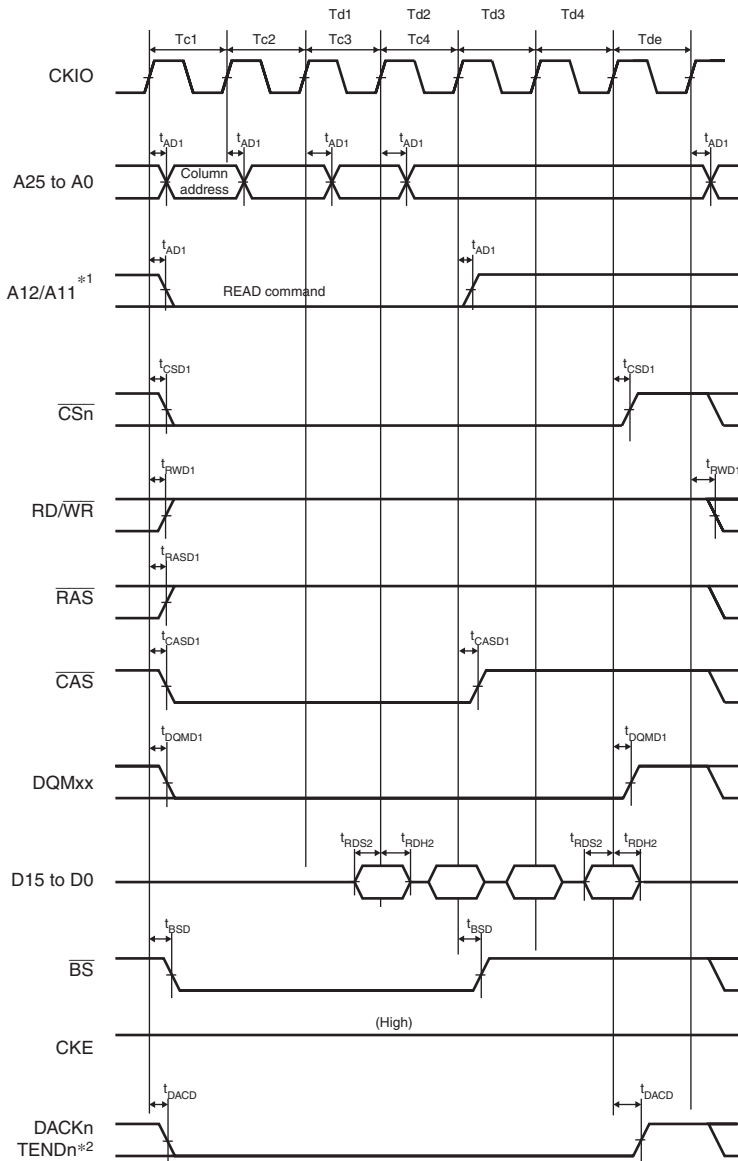 Td1 Td2 Td3 Td4
Tc1 Tc2 Tc3 Tc4 Tde
CKIO
tAD1 tAD1 tAD1 tAD1 tAD1
A25 to A0
Column address
tAD1 tAD1
A12/A11 *1
READ command
tCSD1 tCSD1
CSn
tRWD1 tRWD1
RD/WR
tRASD1
RAS
tCASD1 tCASD1
CAS
tDQMD1 tDQMD1
DQMxx
tRDS2 tRDH2 tRDS2 tRDH2
D15 to D0
tBSD tBSD
BS
(High)
CKE
tDACD tDACD
DACKn
TENDn*2